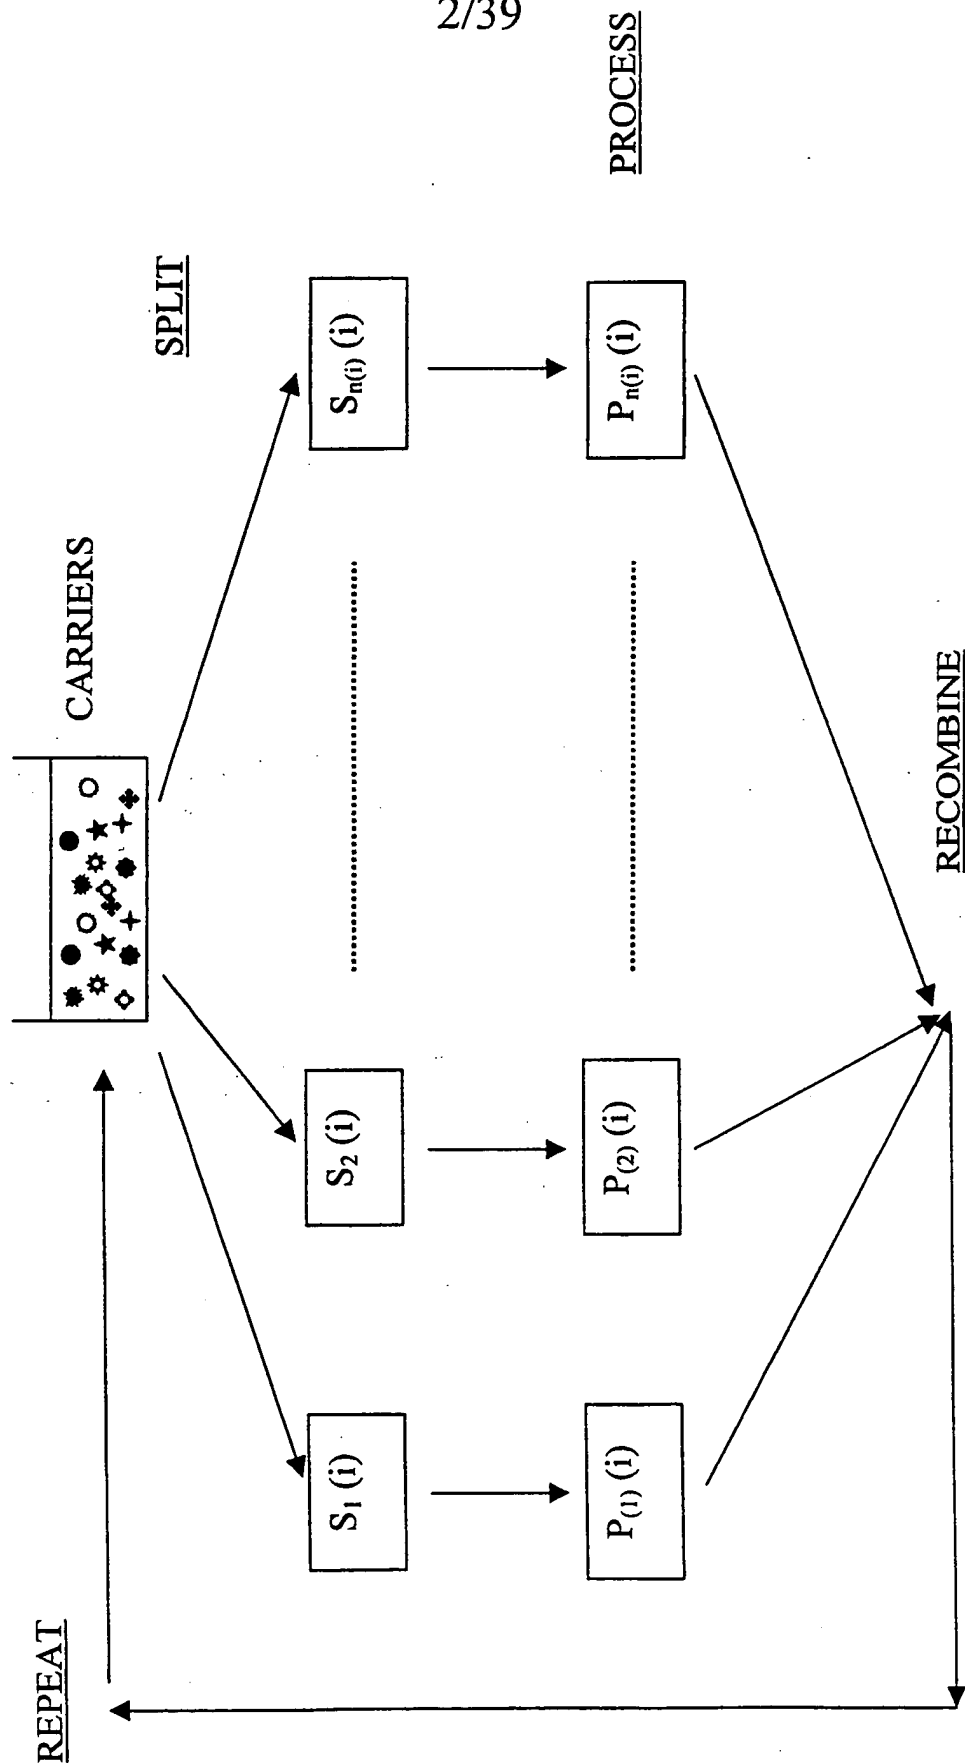 2/39
REPEAT
CARRIERS
SPLIT
S₁ (i)
S₂ (i)
Sₙ₍ᵢ₎ (i)
P₍₁₎ (i)
P₍₂₎ (i)
Pₙ₍ᵢ₎ (i)
PROCESS
RECOMBINE